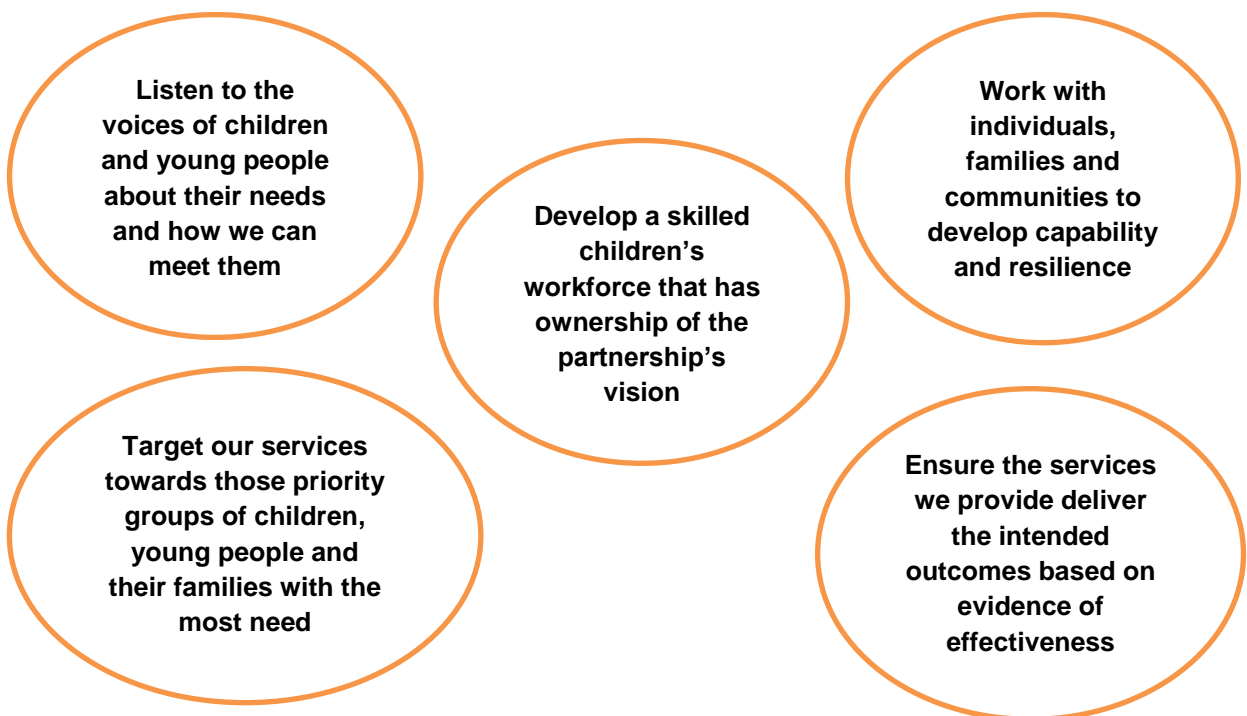 Listen to the
voices of children
and young people
about their needs
and how we can
meet them
Develop a skilled
children’s
workforce that has
ownership of the
partnership’s
vision
Work with
individuals,
families and
communities to
develop capability
and resilience
Target our services
towards those priority
groups of children,
young people and
their families with the
most need
Ensure the services
we provide deliver
the intended
outcomes based on
evidence of
effectiveness